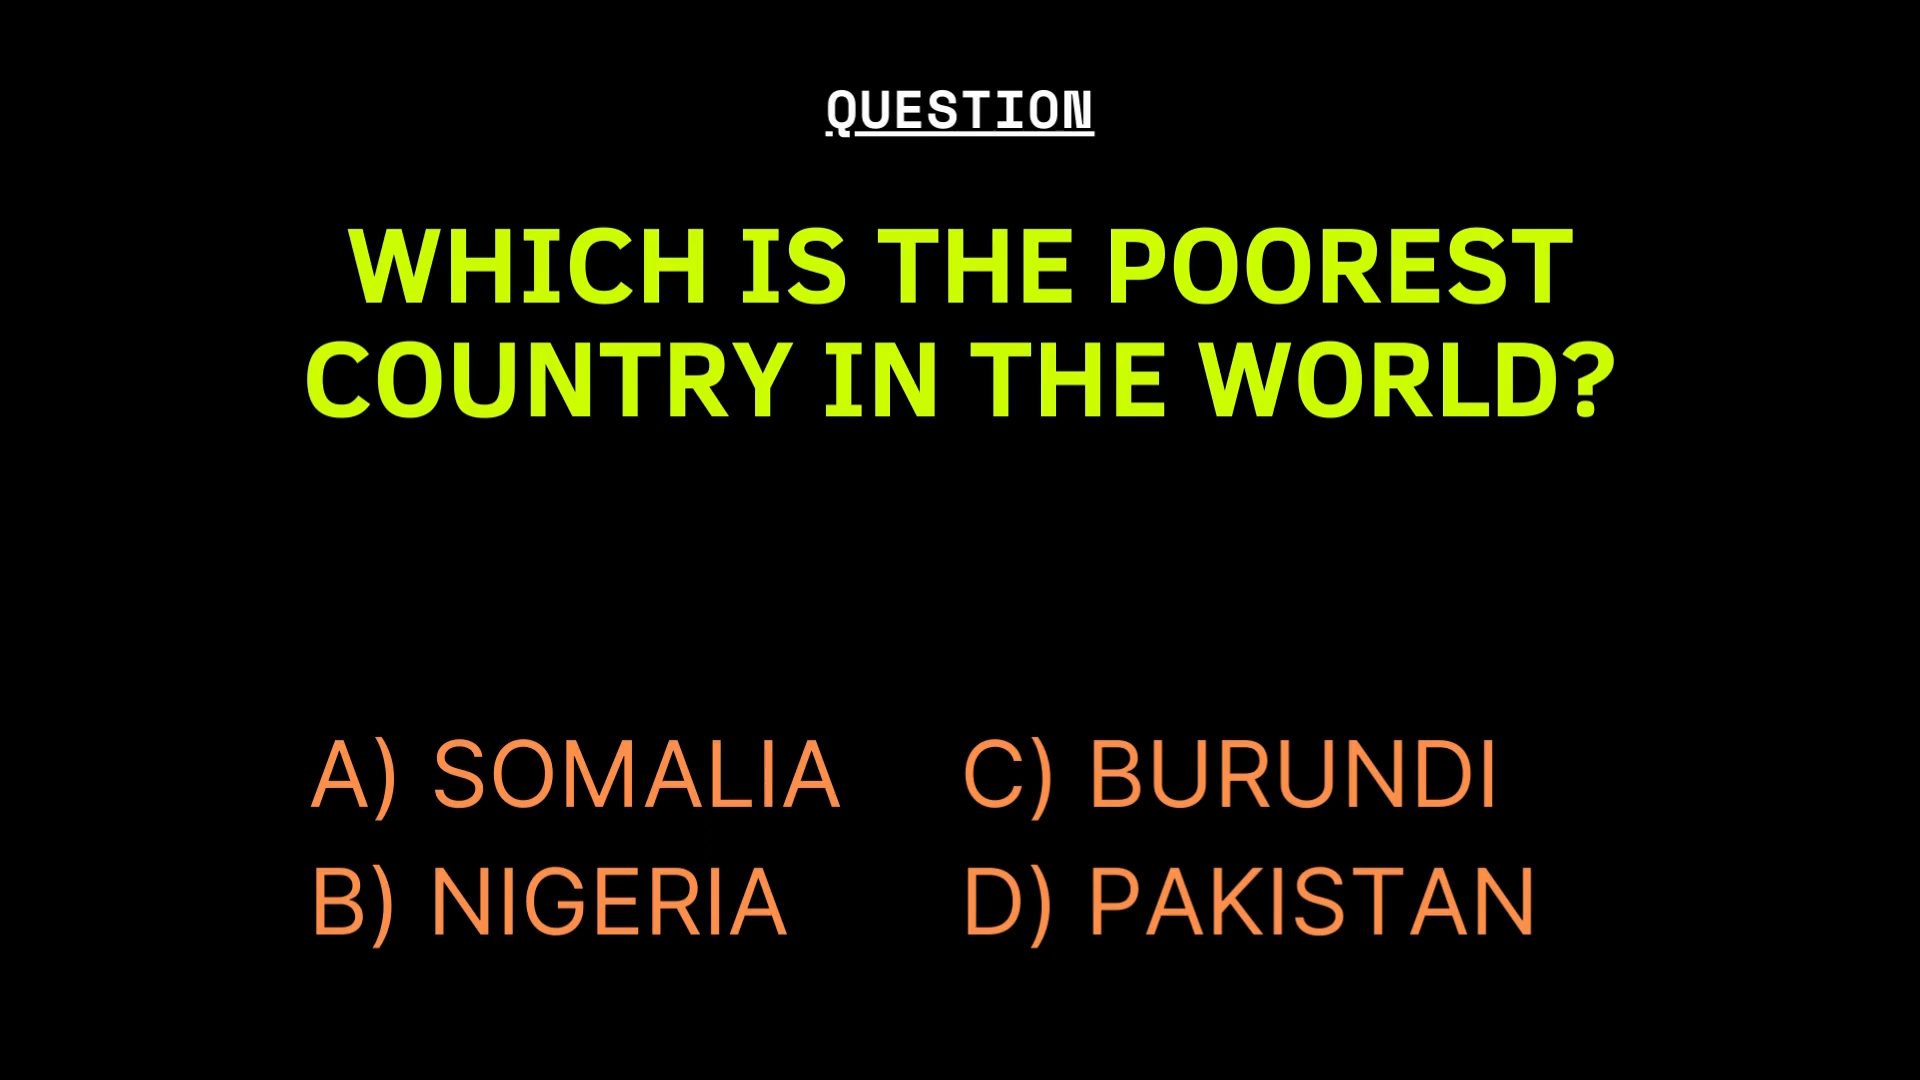 QUESTION
WHICH IS THE POOREST
COUNTRY IN THE WORLD?
A) SOMALIA
B) NIGERIA
C) BURUNDI
D) PAKISTAN